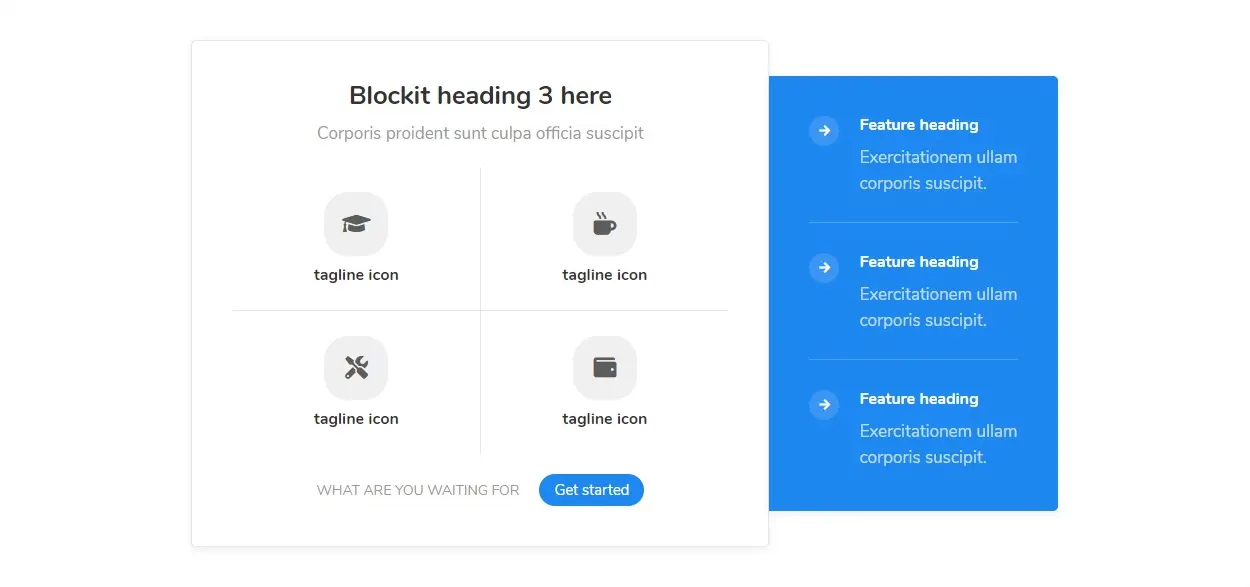 Blockit heading 3 here
Corporis proident sunt culpa officia suscipit
tagline icon
tagline icon
tagline icon
tagline icon
WHAT ARE YOU WAITING FOR
Get started
Feature heading
Exercitationem ullam
corporis suscipit.
Feature heading
Exercitationem ullam
corporis suscipit.
Feature heading
Exercitationem ullam
corporis suscipit.